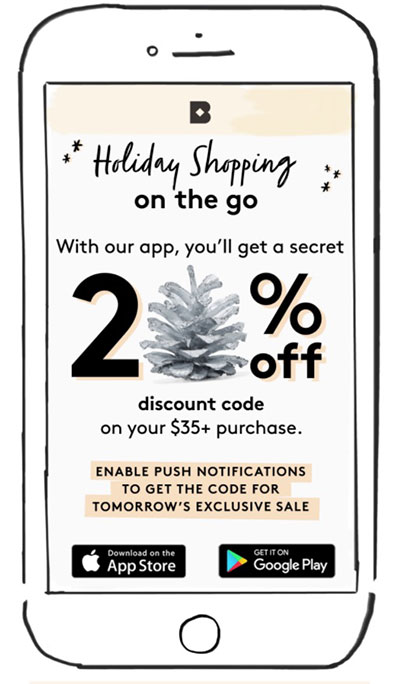 B
Holiday Shopping
on the go
With our app, you'll get a secret
2 % off
discount code
on your $35+ purchase.
ENABLE PUSH NOTIFICATIONS
TO GET THE CODE FOR
TOMORROW'S EXCLUSIVE SALE
Download on the
App Store
GET IT ON
Google Play